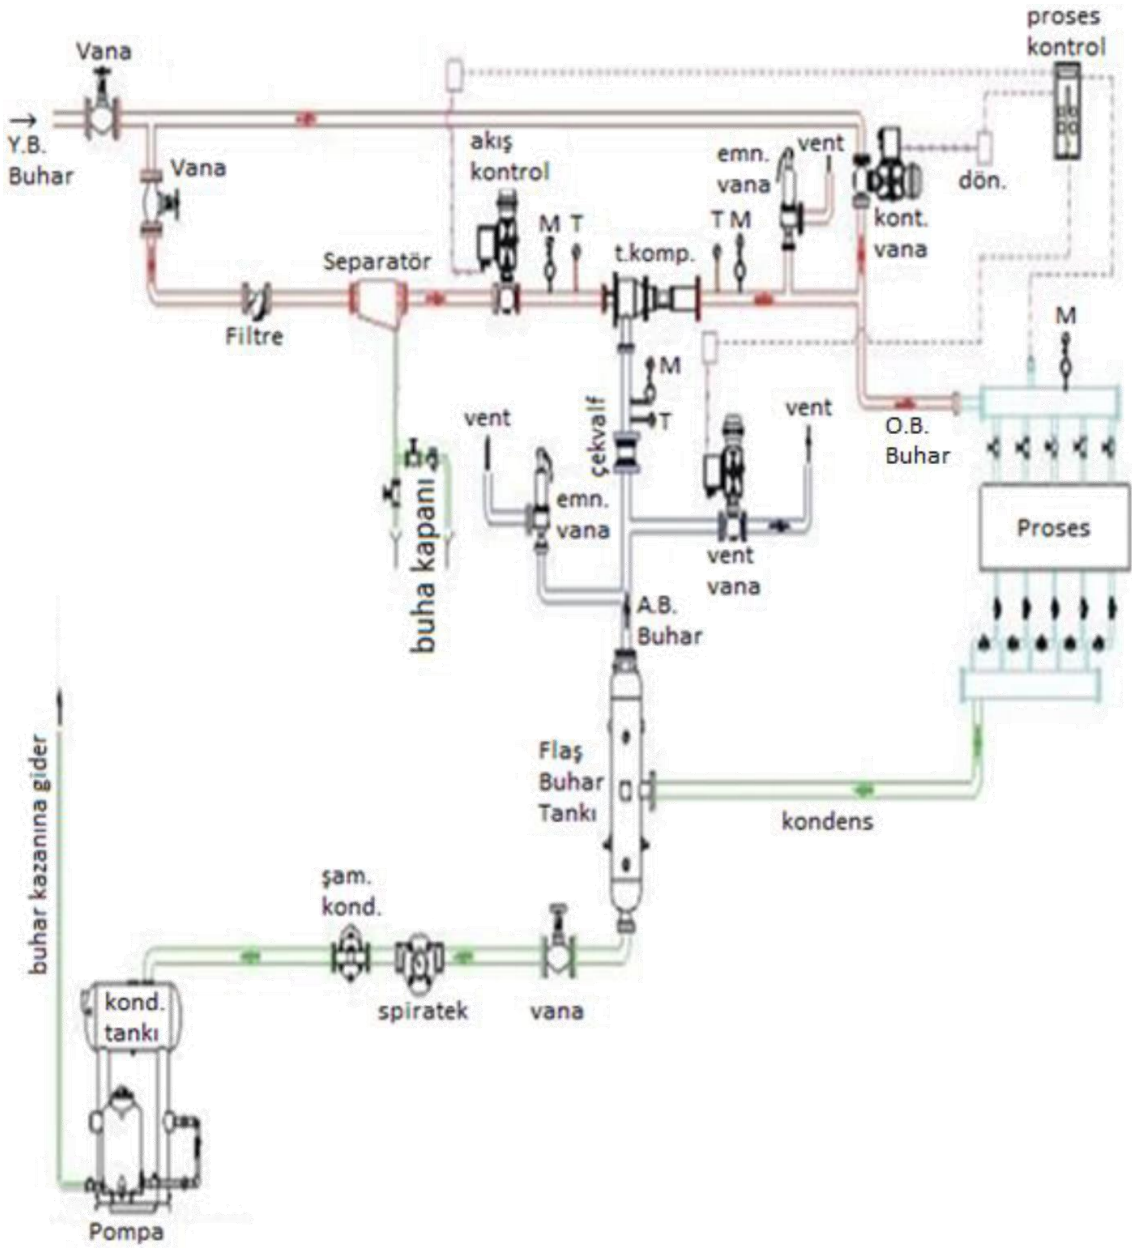 proses
kontrol
Vana
→
Y.B.
Buhar
Vana
akış
kontrol
emn.
vana
vent
dön.
kont.
vana
M T
t.komp.
T M
Separatör
Filtre
M
M
T
çekvalf
vent
vent
O.B.
Buhar
emn.
vana
buha kapanı
vent
vana
Proses
A.B.
Buhar
Flaş
Buhar
Tankı
kondens
buhar kazanına gider
şam.
kond.
spiratek
vana
kond.
tankı
Pompa